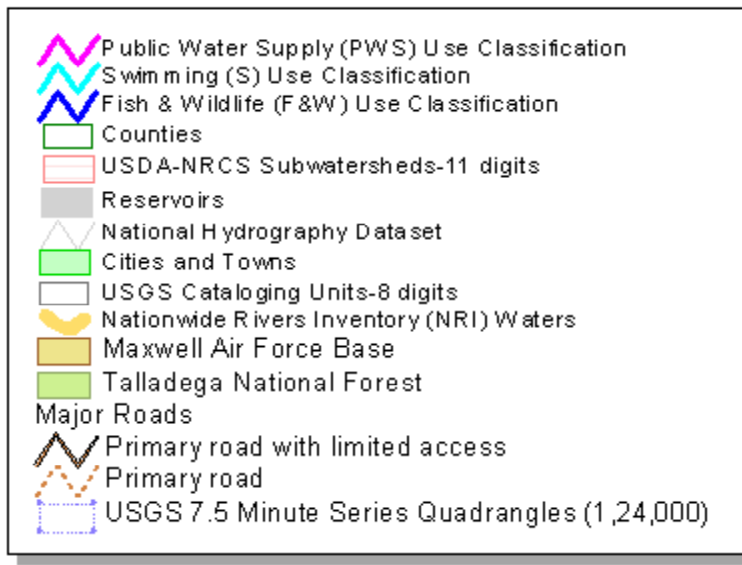 Public Water Supply (PWS) Use Classification
Swimming (S) Use Classification
Fish & Wildlife (F&W) Use Classification
Counties
USDA-NRCS Subwatersheds-11 digits
Reservoirs
National Hydrography Dataset
Cities and Towns
USGS Cataloging Units-8 digits
Nationwide Rivers Inventory (NRI) Waters
Maxwell Air Force Base
Talladega National Forest
Major Roads
Primary road with limited access
Primary road
USGS 7.5 Minute Series Quadrangles (1,24,000)